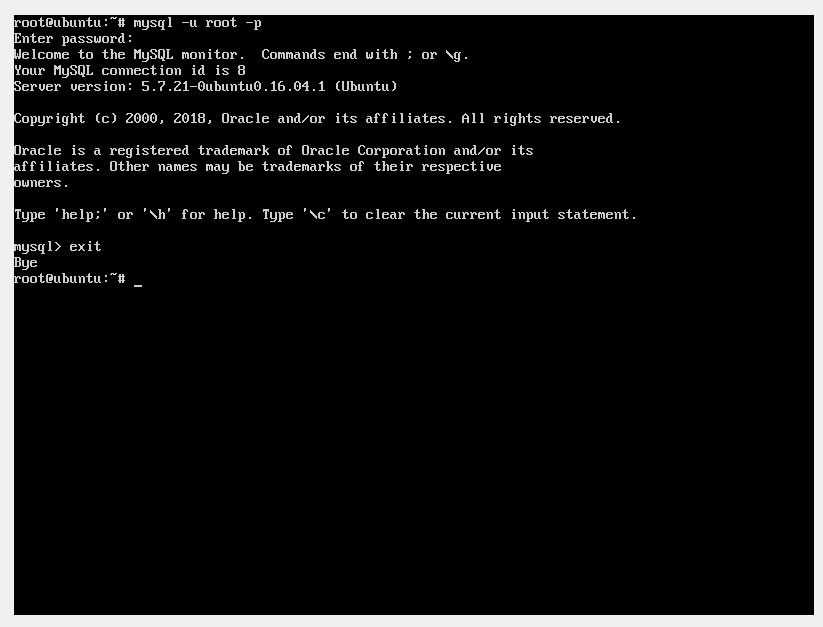 root@ubuntu:~# mysql -u root -p
Enter password:
Welcome to the MySQL monitor.  Commands end with ; or \g.
Your MySQL connection id is 8
Server version: 5.7.21-0ubuntu0.16.04.1 (Ubuntu)
Copyright (c) 2000, 2018, Oracle and/or its affiliates. All rights reserved.
Oracle is a registered trademark of Oracle Corporation and/or its
affiliates. Other names may be trademarks of their respective
owners.
Type 'help;' or '\h' for help. Type '\c' to clear the current input statement.
mysql> exit
Bye
root@ubuntu:~# _